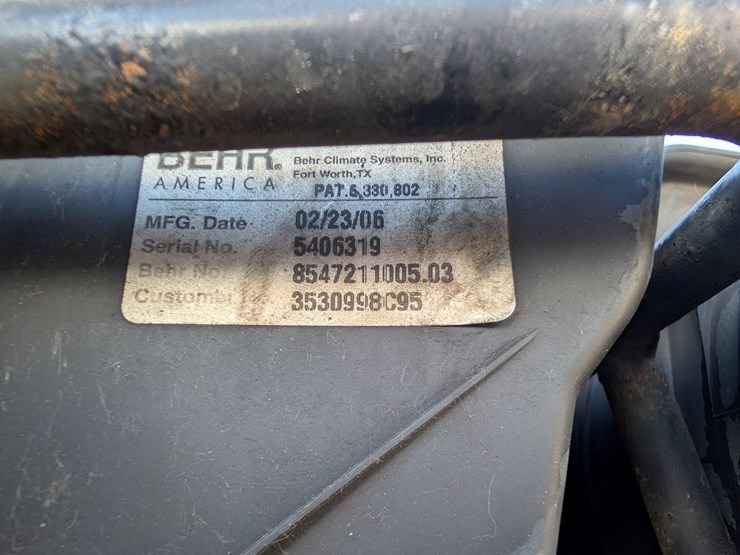 BEHR®
Behr Climate Systems, Inc.
AMERICA
Fort Worth, TX
PAT.6,330,802
MFG. Date 02/23/06
Serial No. 5406319
Behr No. 8547211005.03
Customer 3530998C95